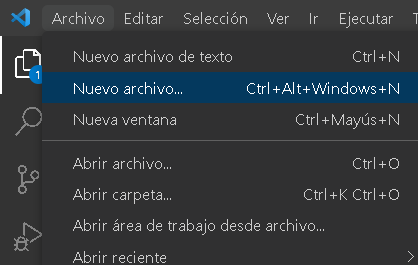 Archivo Editar Selección Ver Ir Ejecutar T
Nuevo archivo de texto Ctrl+N
Nuevo archivo... Ctrl+Alt+Windows+N
Nueva ventana Ctrl+Mayús+N
Abrir archivo... Ctrl+O
Abrir carpeta... Ctrl+K Ctrl+O
Abrir área de trabajo desde archivo...
Abrir reciente
1